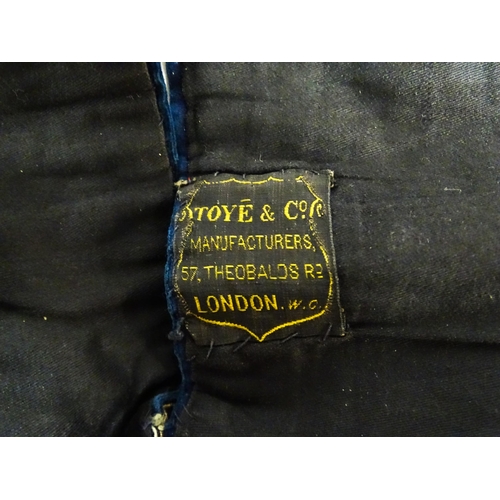 TOYĒ & Co
MANUFACTURERS,
57, THEOBALDS RD
LONDON. W.C.